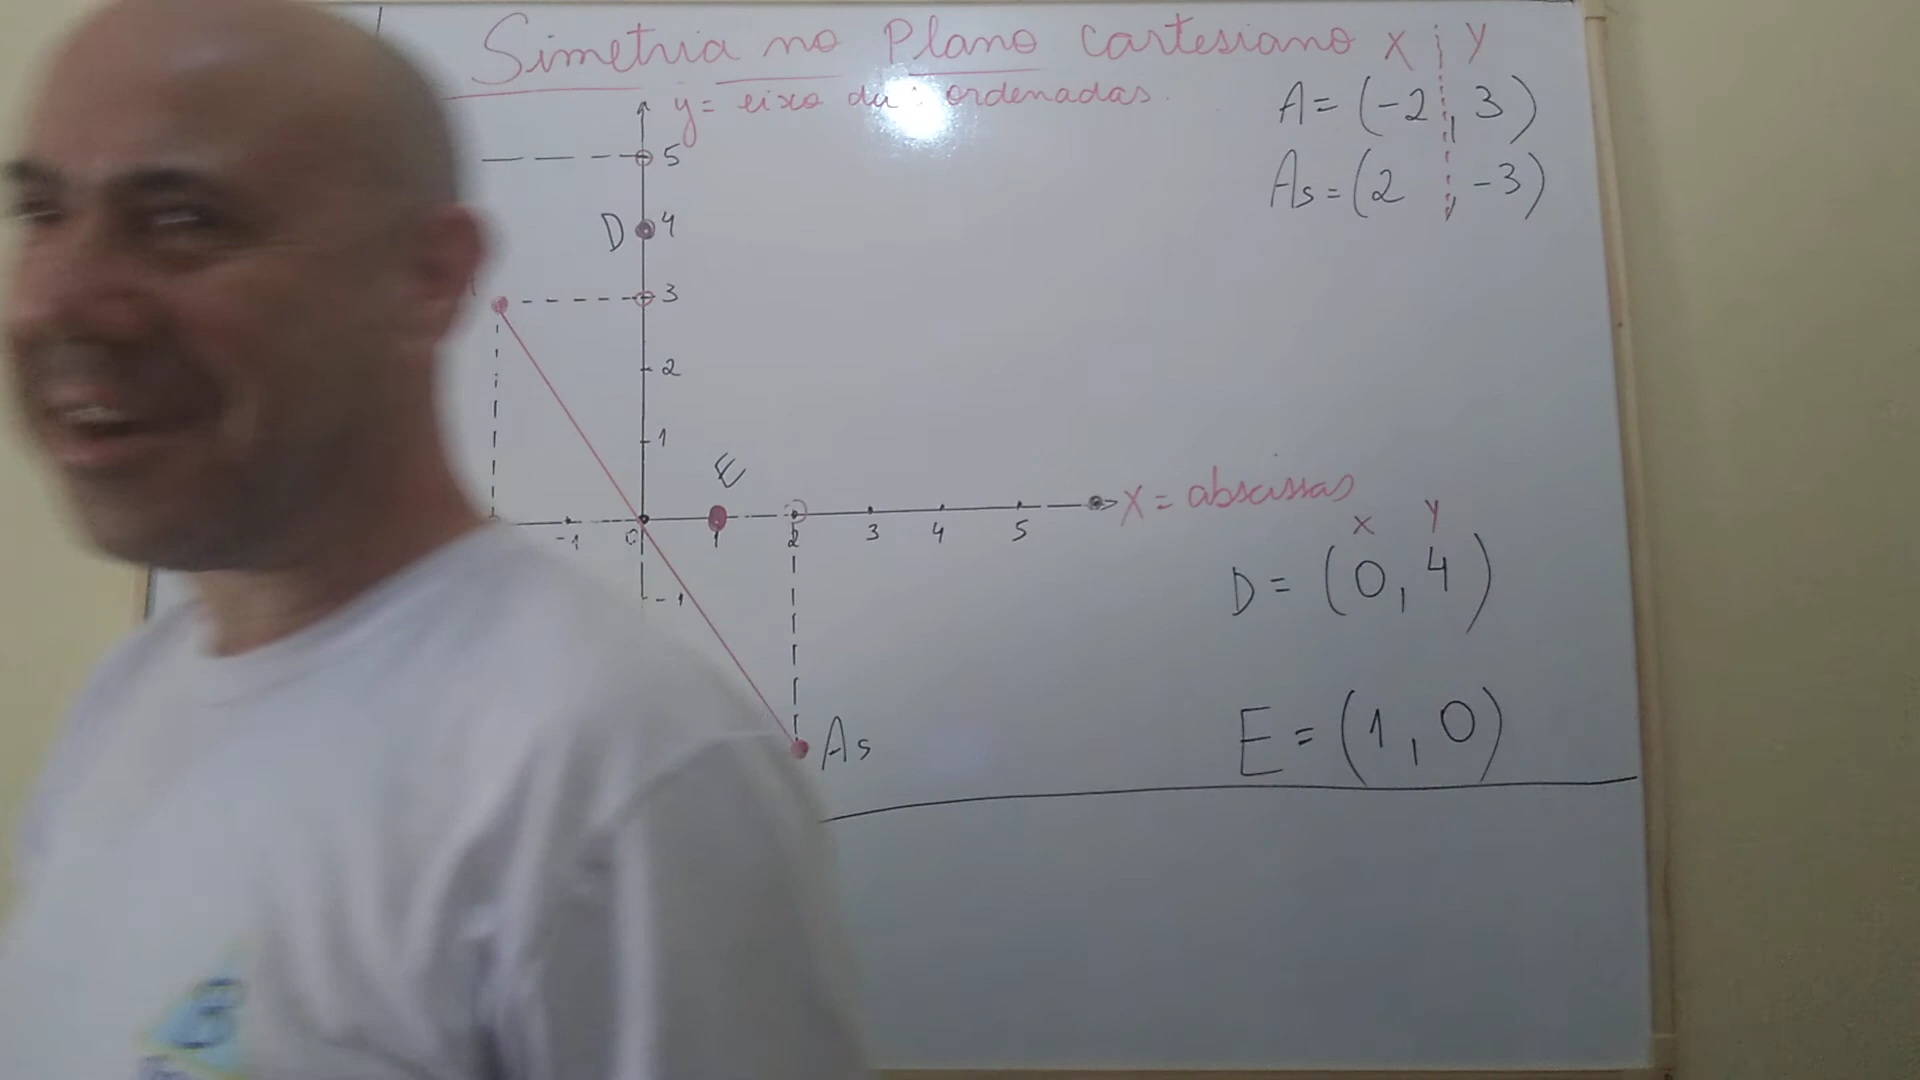 Simetria no Plano cartesiano x ; y
y = eixo da ordenadas.
A = (-2, 3)
As = (2, -3)
5
D 4
3
2
1
E
-1 0 1 2 3 4 5
x = abscissas
-1
As
x y
D = (0, 4)
E = (1, 0)